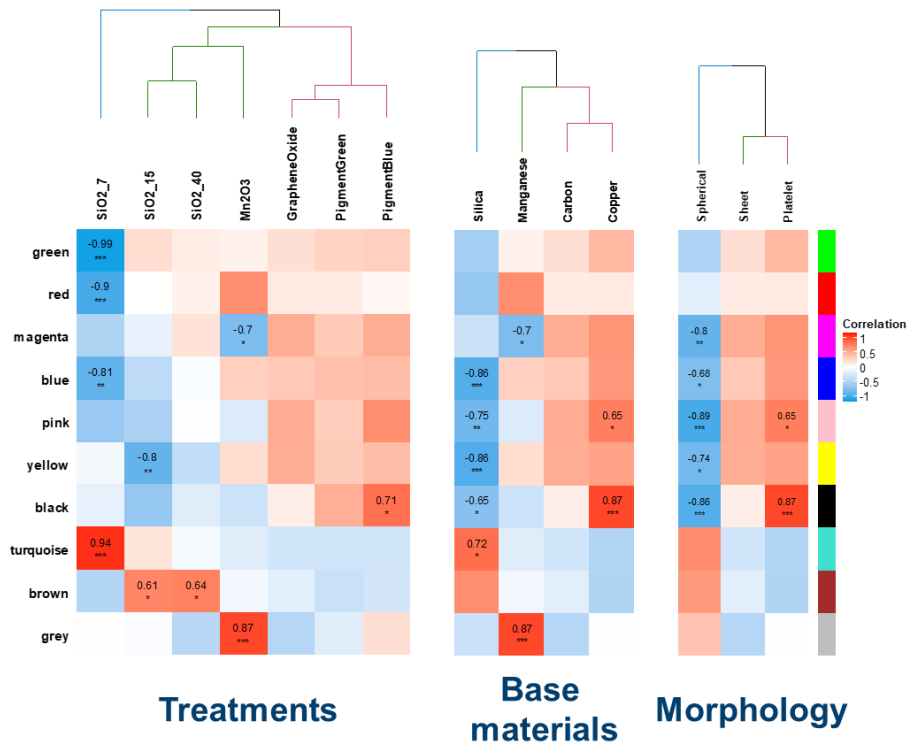 SiO2_7 SiO2_15 SiO2_40 Mn2O3 GrapheneOxide PigmentGreen PigmentBlue Silica Manganese Carbon Copper Spherical Sheet Platelet
green -0.99
***
red -0.9
***
magenta -0.7 -0.7 -0.8
* * **
blue -0.81 -0.86 -0.68
** *** *
pink -0.75 0.65 -0.89 0.65
** * *** *
yellow -0.8 -0.86 -0.74
** *** *
black 0.71 -0.65 0.87 -0.86 0.87
* * *** *** ***
turquoise 0.94 0.72
*** *
brown 0.61 0.64
* *
grey 0.87 0.87
*** ***
Correlation
1
0.5
0
-0.5
-1
Treatments
Base
materials
Morphology